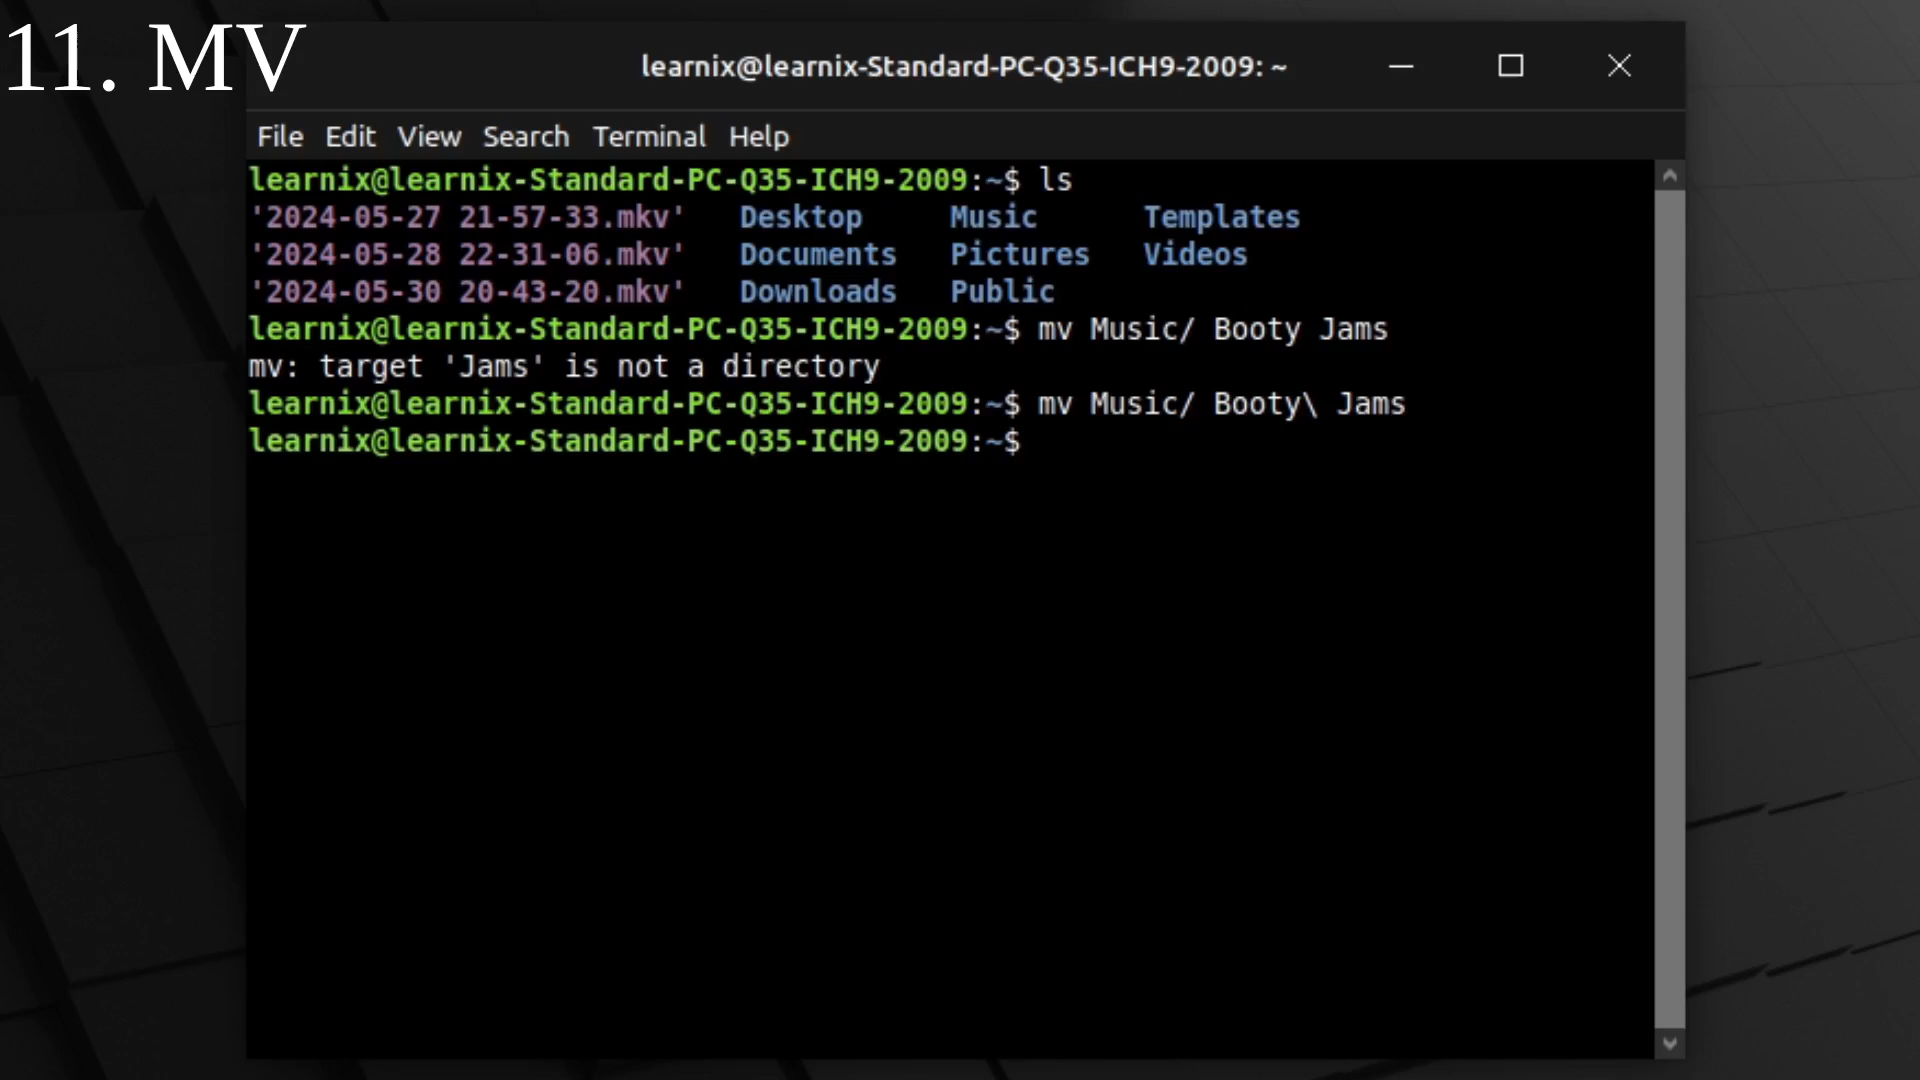 11. MV
learnix@learnix-Standard-PC-Q35-ICH9-2009: ~
File Edit View Search Terminal Help
learnix@learnix-Standard-PC-Q35-ICH9-2009:~$ ls
'2024-05-27 21-57-33.mkv' Desktop Music Templates
'2024-05-28 22-31-06.mkv' Documents Pictures Videos
'2024-05-30 20-43-20.mkv' Downloads Public
learnix@learnix-Standard-PC-Q35-ICH9-2009:~$ mv Music/ Booty Jams
mv: target 'Jams' is not a directory
learnix@learnix-Standard-PC-Q35-ICH9-2009:~$ mv Music/ Booty\ Jams
learnix@learnix-Standard-PC-Q35-ICH9-2009:~$